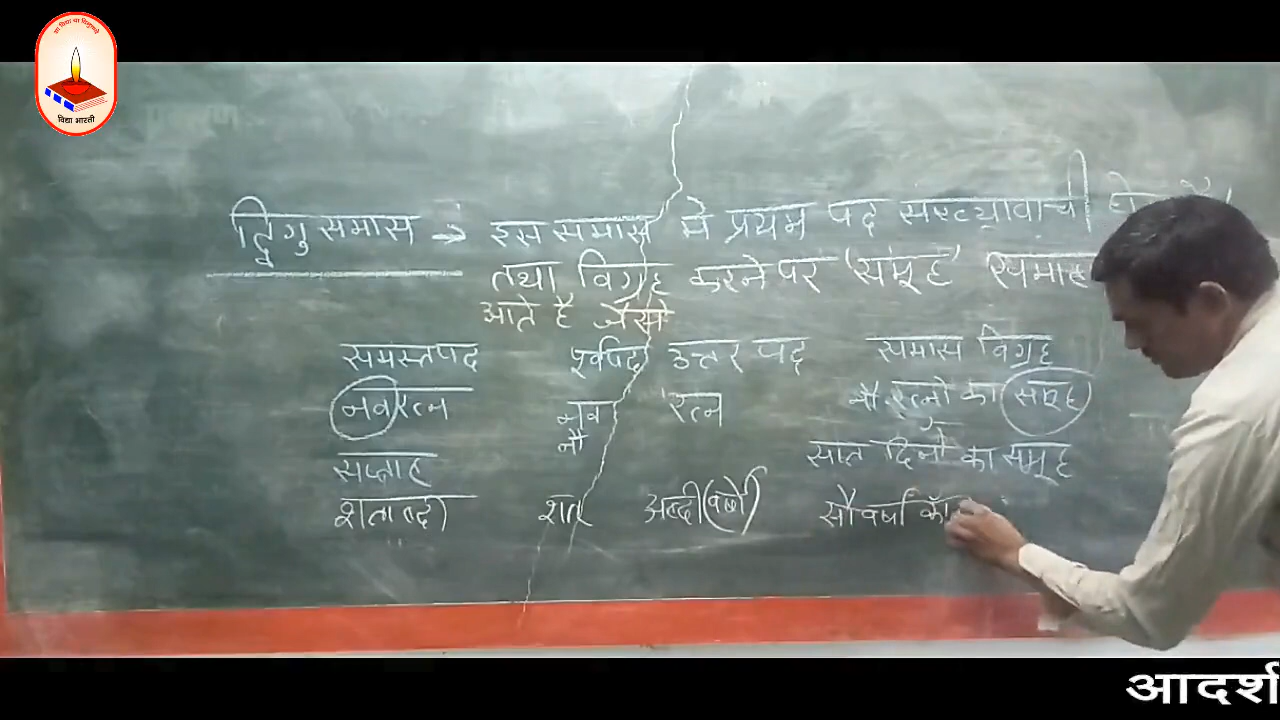 विद्या भारती
द्विगु समास → इस समास मे प्रथम पद संख्यावाची
तथा विग्रह करने पर 'समूह' समाह
आते है जैसे
समस्तपद पूर्वपद उत्तर पद समास विग्रह
नवरत्न नव रत्न नौ रत्नो का समूह
नौ
सप्ताह सात दिनो का समूह
शताब्दी शत अब्दी (वर्षो) सौ वर्षो का
आदर्श